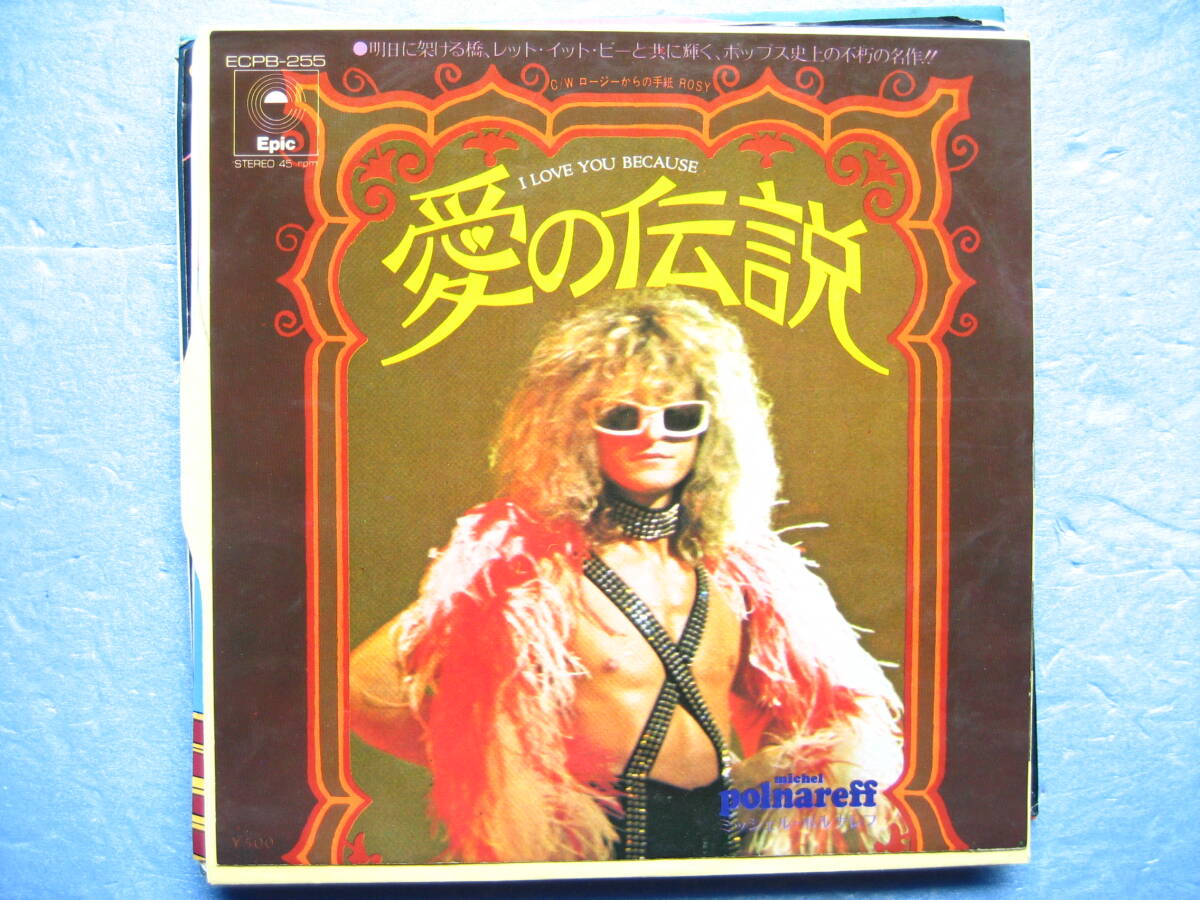 ●明日に架ける橋、レット・イット・ビーと共に輝く、ポップス史上の不朽の名作!!
ECPB-255
C/W ロージーからの手紙 ROSY
Epic
STEREO 45 rpm
I LOVE YOU BECAUSE
愛の伝説
michel
polnareff
ミッシェル・ポルナレフ
¥500